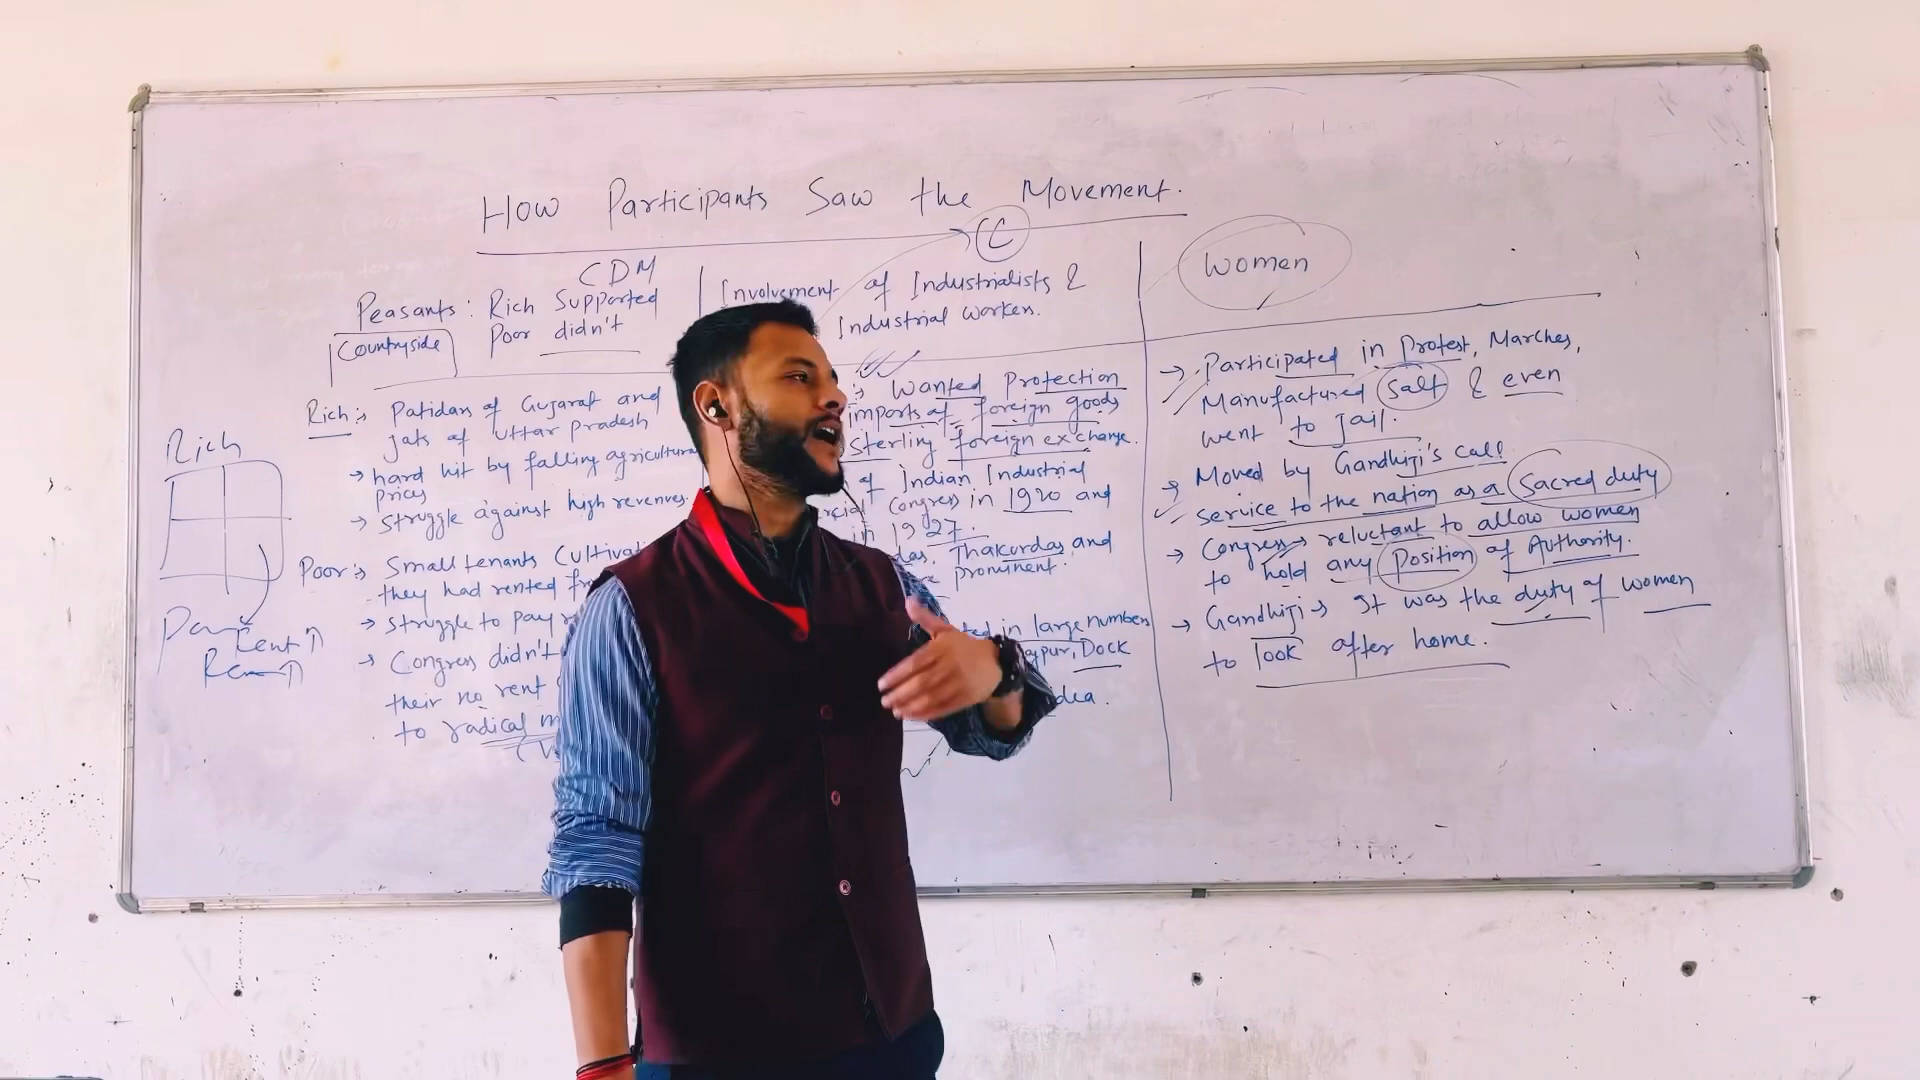 How Participants Saw the Movement.
C
CDM
Peasants: Rich Supported
Poor didn't
Countryside
Rich: Patidars of Gujarat and
jats of Uttar pradesh
→ hard hit by falling agricultural
prices
→ struggle against high revenues.
Poor: Small tenants
they had rented
→ struggle to pay
→ Congress didn't
their no rent
to radical
Rich
Rent↑
Involvement of Industrialists &
Industrial workers.
Wanted Protection
imports of foreign goods
sterling foreign exchange.
of Indian Industrial
Congress in 1920 and
in 1927.
Thakurdas and
prominent.
in large numbers
Dock
Women
→ Participated in Protest, Marches,
Manufactured Salt & even
went to jail.
→ Moved by Gandhiji's call
service to the nation as a Sacred duty
→ Congress reluctant to allow women
to hold any Position of Authority.
→ Gandhiji → It was the duty of women
to look after home.